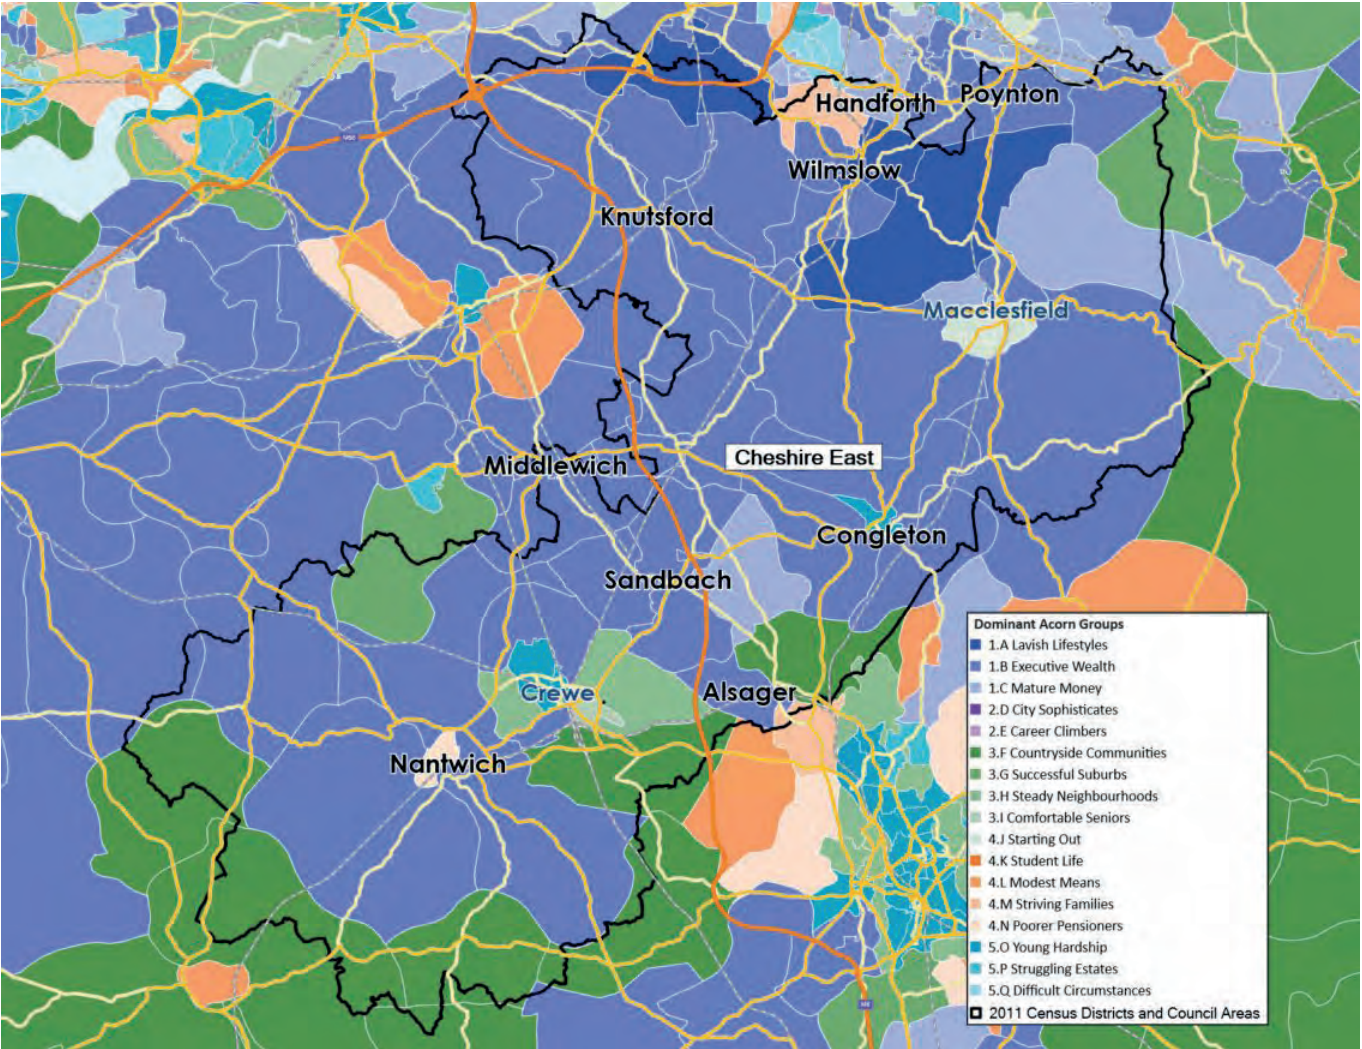 Handforth
Poynton
Wilmslow
Knutsford
Macclesfield
Cheshire East
Middlewich
Congleton
Sandbach
Crewe
Alsager
Nantwich
Dominant Acorn Groups
1.A Lavish Lifestyles
1.B Executive Wealth
1.C Mature Money
2.D City Sophisticates
2.E Career Climbers
3.F Countryside Communities
3.G Successful Suburbs
3.H Steady Neighbourhoods
3.I Comfortable Seniors
4.J Starting Out
4.K Student Life
4.L Modest Means
4.M Striving Families
4.N Poorer Pensioners
5.O Young Hardship
5.P Struggling Estates
5.Q Difficult Circumstances
2011 Census Districts and Council Areas